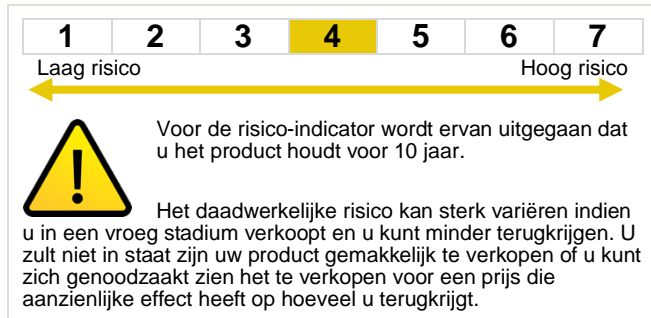 1 2 3 4 5 6 7
Laag risico Hoog risico
Voor de risico-indicator wordt ervan uitgegaan dat
u het product houdt voor 10 jaar.
Het daadwerkelijke risico kan sterk variëren indien
u in een vroeg stadium verkoopt en u kunt minder terugkrijgen. U
zult niet in staat zijn uw product gemakkelijk te verkopen of u kunt
zich genoodzaakt zien het te verkopen voor een prijs die
aanzienlijke effect heeft op hoeveel u terugkrijgt.